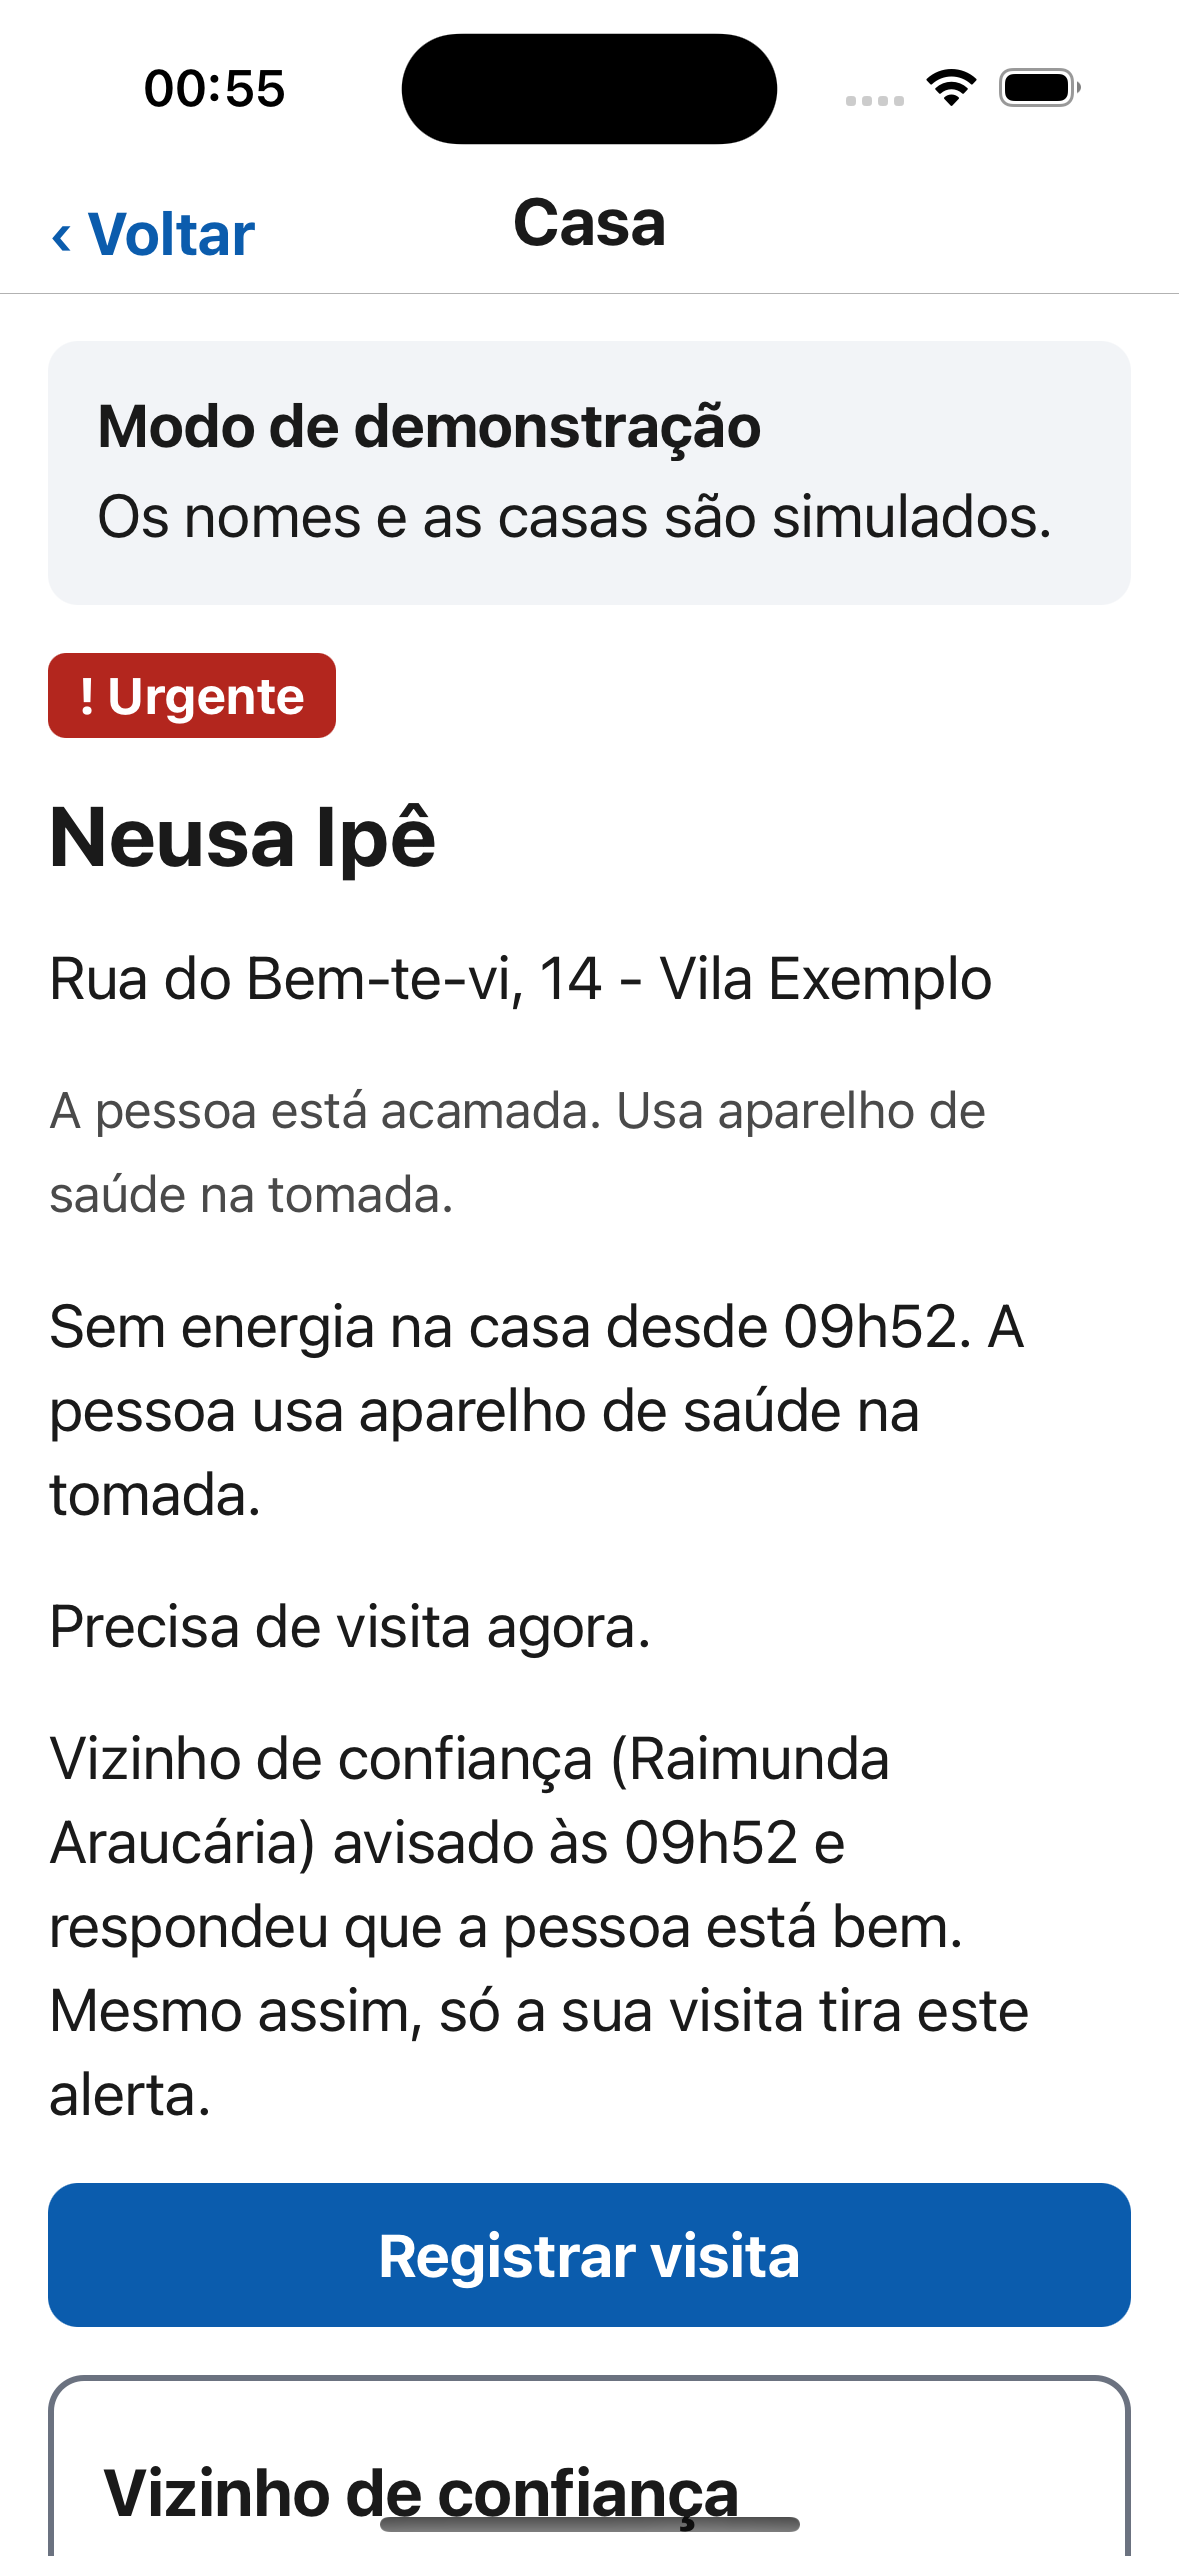 00:55
‹ Voltar
Casa
Modo de demonstração
Os nomes e as casas são simulados.
! Urgente
Neusa Ipê
Rua do Bem-te-vi, 14 - Vila Exemplo
A pessoa está acamada. Usa aparelho de
saúde na tomada.
Sem energia na casa desde 09h52. A
pessoa usa aparelho de saúde na
tomada.
Precisa de visita agora.
Vizinho de confiança (Raimunda
Araucária) avisado às 09h52 e
respondeu que a pessoa está bem.
Mesmo assim, só a sua visita tira este
alerta.
Registrar visita
Vizinho de confiança